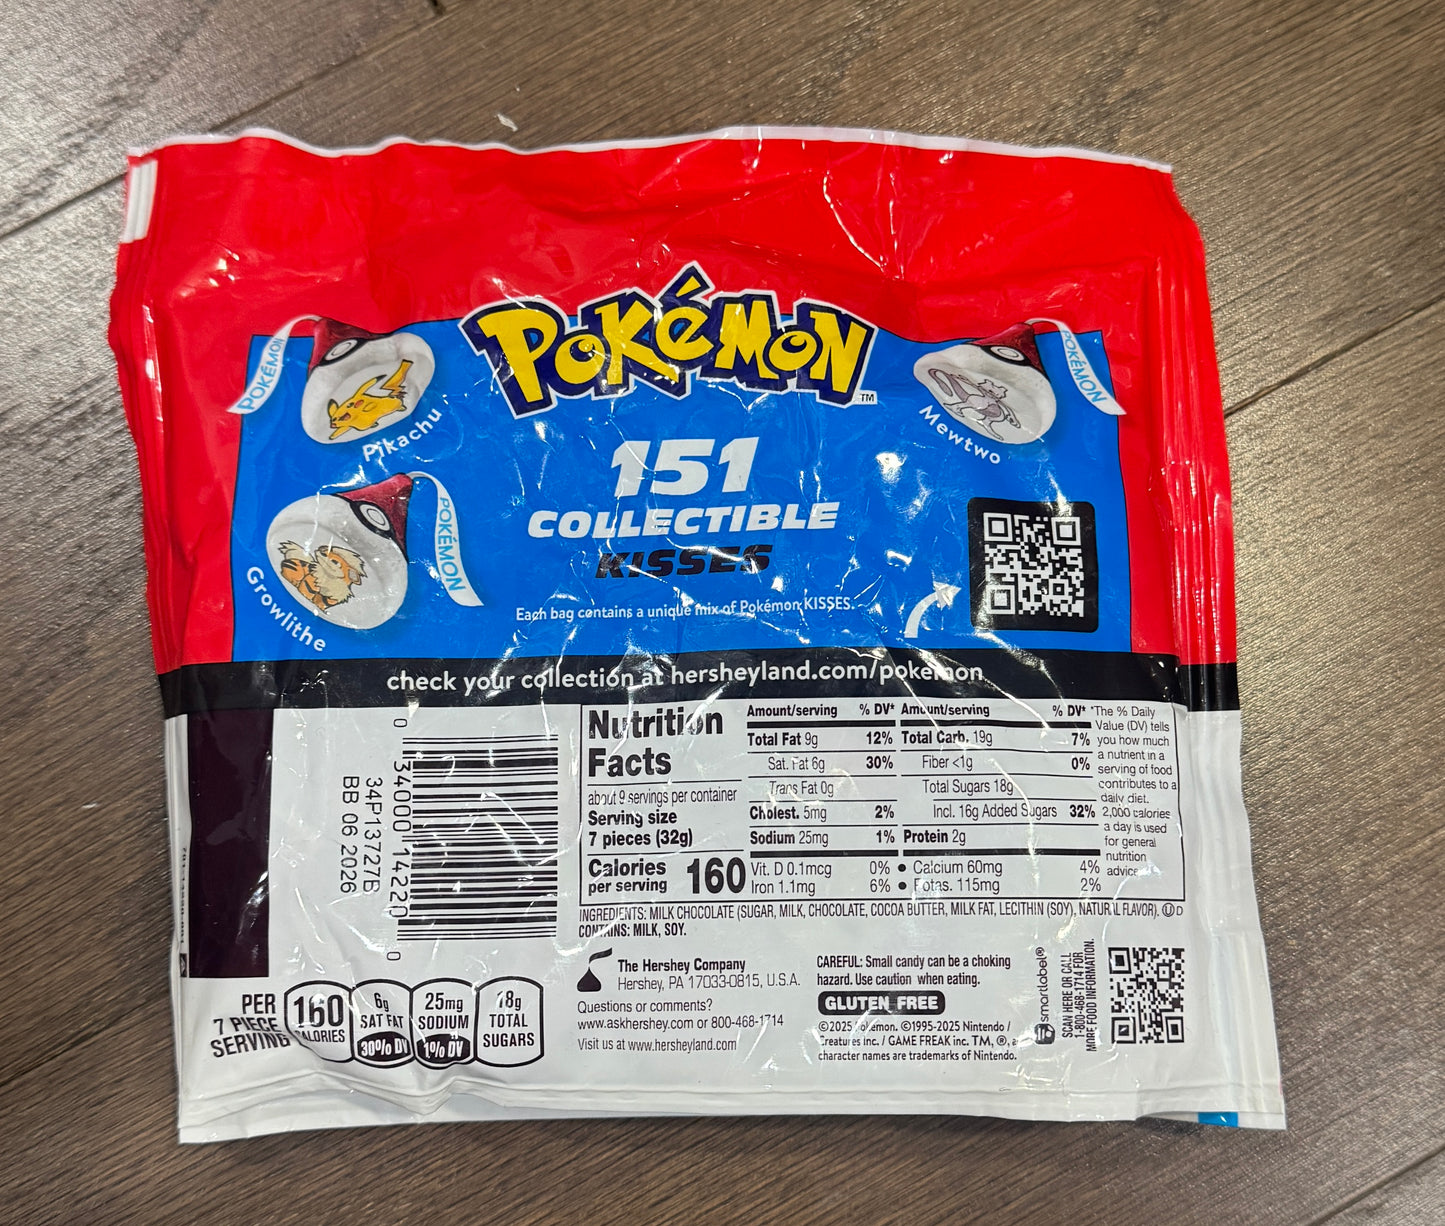 POKÉMON
Pikachu
POKÉMON
Growlithe
POKÉMON™
POKÉMON
Mewtwo
151
COLLECTIBLE
KISSES
Each bag contains a unique mix of Pokémon KISSES.
check your collection at hersheyland.com/pokemon
0 34000 14220 0
34P13727B
BB 06 2026
Nutrition
Facts
about 9 servings per container
Serving size
7 pieces (32g)
Calories
per serving 160
Amount/serving % DV*
Total Fat 9g 12%
Sat. Fat 6g 30%
Trans Fat 0g
Cholest. 5mg 2%
Sodium 25mg 1%
Amount/serving % DV*
Total Carb. 19g 7%
Fiber <1g 0%
Total Sugars 18g
Incl. 16g Added Sugars 32%
Protein 2g
Vit. D 0.1mcg 0% • Calcium 60mg 4%
Iron 1.1mg 6% • Potas. 115mg 2%
*The % Daily
Value (DV) tells
you how much
a nutrient in a
serving of food
contributes to a
daily diet.
2,000 calories
a day is used
for general
nutrition
advice.
INGREDIENTS: MILK CHOCOLATE (SUGAR, MILK, CHOCOLATE, COCOA BUTTER, MILK FAT, LECITHIN (SOY), NATURAL FLAVOR). Ⓤ D
CONTAINS: MILK, SOY.
PER
7 PIECE
SERVING
160
CALORIES
6g
SAT FAT
30% DV
25mg
SODIUM
1% DV
18g
TOTAL
SUGARS
The Hershey Company
Hershey, PA 17033-0815, U.S.A.
Questions or comments?
www.askhershey.com or 800-468-1714
Visit us at www.hersheyland.com
CAREFUL: Small candy can be a choking
hazard. Use caution when eating.
GLUTEN FREE
©2025 Pokémon. ©1995-2025 Nintendo /
Creatures Inc. / GAME FREAK inc. TM, ®,
character names are trademarks of Nintendo.
smartlabel®
SCAN HERE OR CALL
1-800-468-1714 FOR
MORE FOOD INFORMATION.